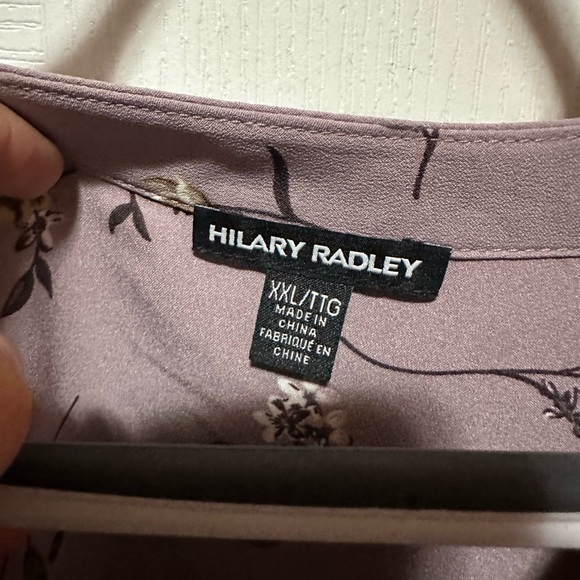 HILARY RADLEY
XXL/TTG
MADE IN
CHINA
FABRIQUÉ EN
CHINE